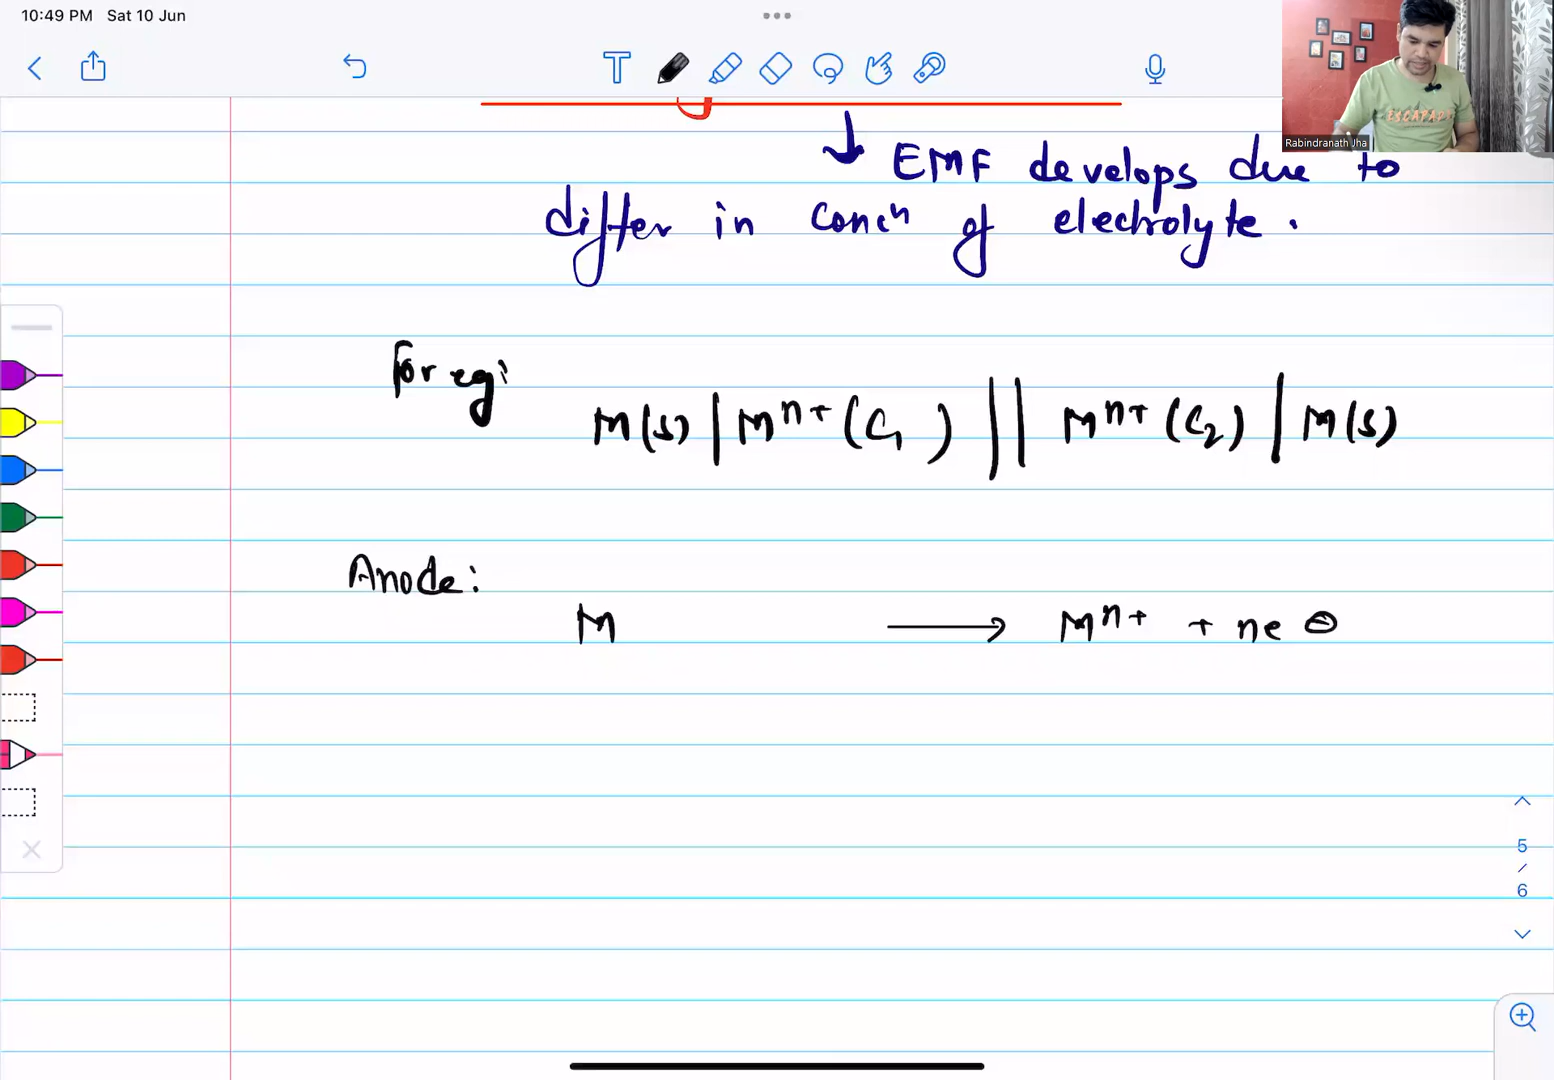 10:49 PM Sat 10 Jun
T
Rabindranath Jha
ESCAPADE
↓ EMF develops due to
differ in concⁿ of electrolyte.
For eg:
M(s) | Mⁿ⁺ (C₁) || Mⁿ⁺ (C₂) | M(s)
Anode:
M ⟶ Mⁿ⁺ + ne ⊖
5
/
6